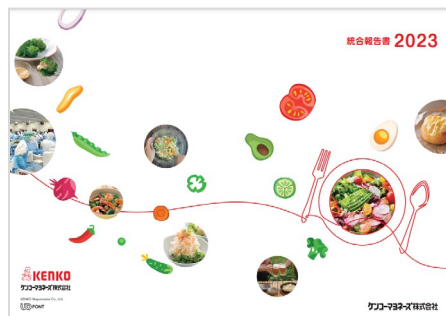 統合報告書 2023
KENKO
ケンコーマヨネーズ株式会社
KENKO Mayonnaise Co., Ltd.
UD FONT
ケンコーマヨネーズ株式会社